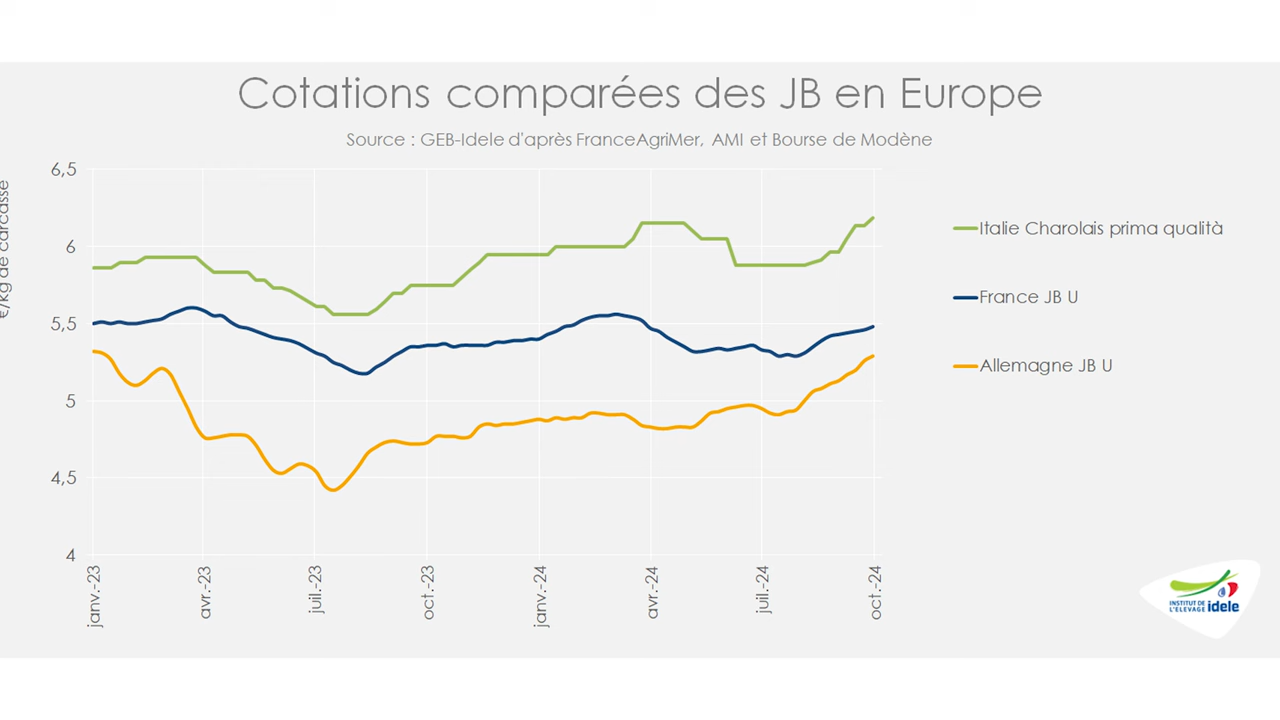 Cotations comparées des JB en Europe
Source : GEB-Idele d'après FranceAgriMer, AMI et Bourse de Modène
€/kg de carcasse
6,5
6
5,5
5
4,5
4
janv.-23
avr.-23
juil.-23
oct.-23
janv.-24
avr.-24
juil.-24
oct.-24
Italie Charolais prima qualità
France JB U
Allemagne JB U
INSTITUT DE
L'ELEVAGE idele